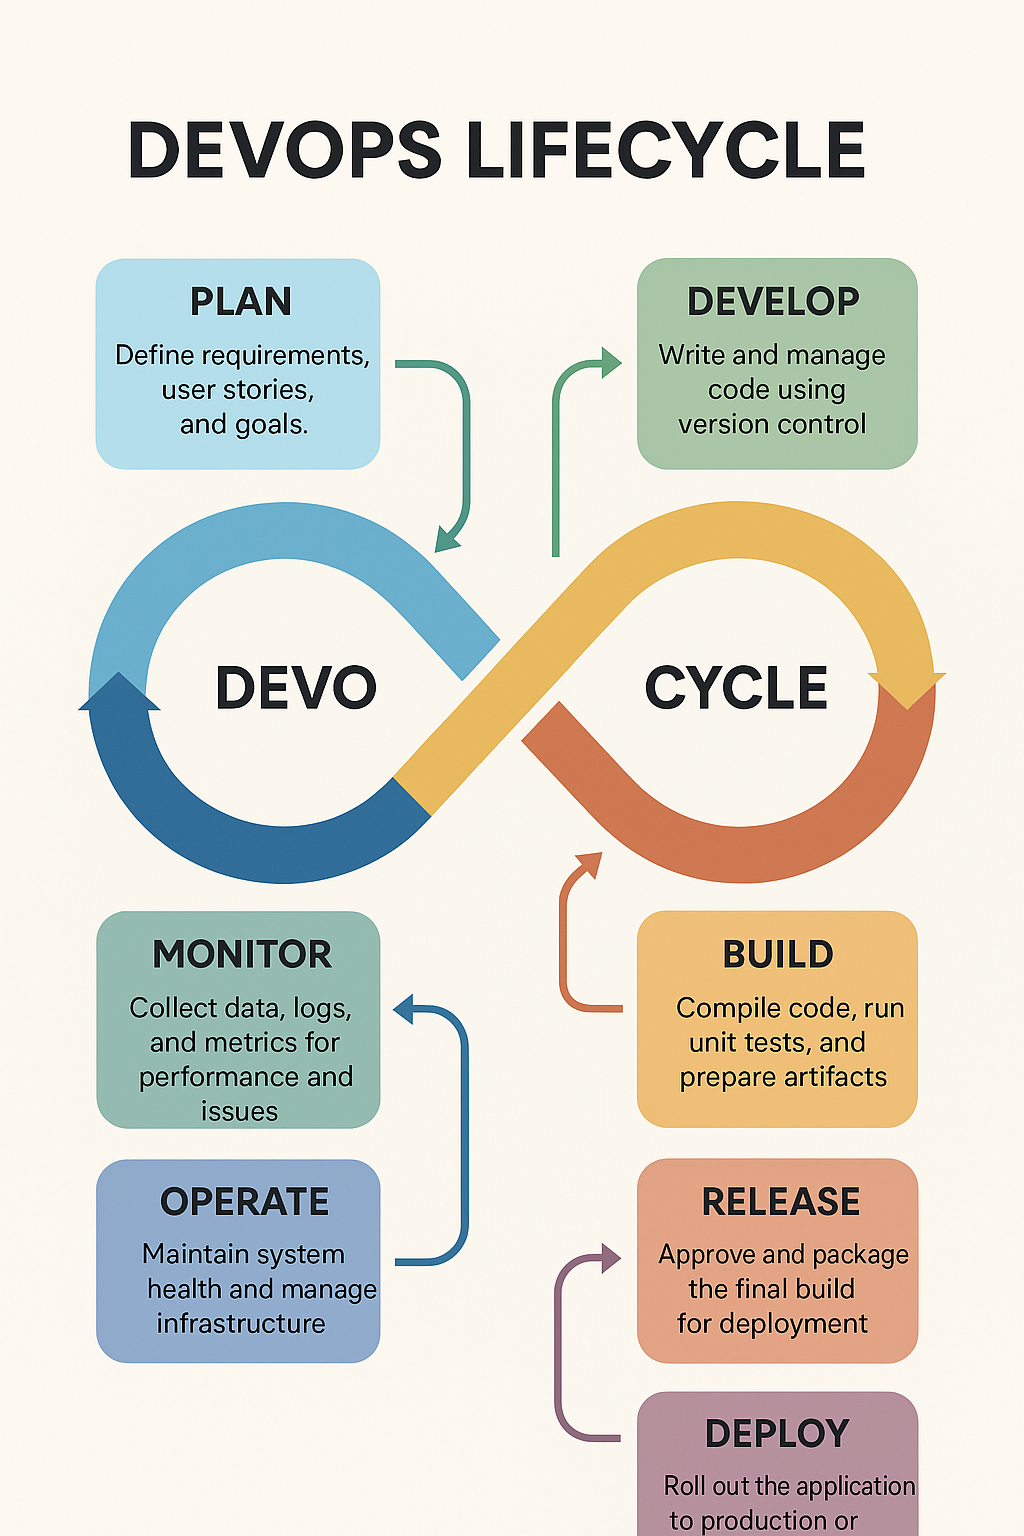 DEVOPS LIFECYCLE
PLAN
Define requirements,
user stories,
and goals.
DEVELOP
Write and manage
code using
version control
DEVO
CYCLE
MONITOR
Collect data, logs,
and metrics for
performance and
issues
BUILD
Compile code, run
unit tests, and
prepare artifacts
OPERATE
Maintain system
health and manage
infrastructure
RELEASE
Approve and package
the final build
for deployment
DEPLOY
Roll out the application
to production or